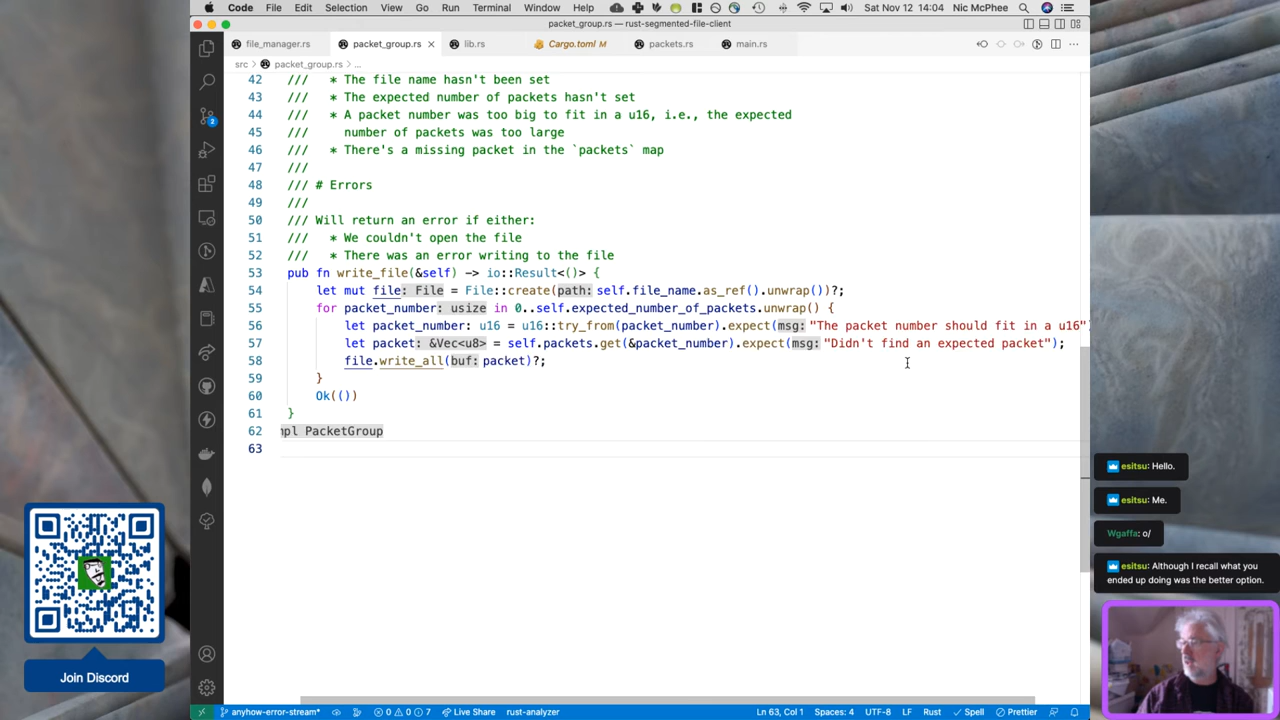 Code File Edit Selection View Go Run Terminal Window Help Sat Nov 12 14:04 Nic McPhee
packet_group.rs — rust-segmented-file-client
file_manager.rs packet_group.rs × lib.rs Cargo.toml M packets.rs main.rs
src > packet_group.rs > ...
42 /// * The file name hasn't been set
43 /// * The expected number of packets hasn't set
44 /// * A packet number was too big to fit in a u16, i.e., the expected
45 /// number of packets was too large
46 /// * There's a missing packet in the `packets` map
47 ///
48 /// # Errors
49 ///
50 /// Will return an error if either:
51 /// * We couldn't open the file
52 /// * There was an error writing to the file
53 pub fn write_file(&self) -> io::Result<()> {
54 let mut file: File = File::create(path: self.file_name.as_ref().unwrap())?;
55 for packet_number: usize in 0..self.expected_number_of_packets.unwrap() {
56 let packet_number: u16 = u16::try_from(packet_number).expect(msg: "The packet number should fit in a u16"
57 let packet: &Vec<u8> = self.packets.get(&packet_number).expect(msg: "Didn't find an expected packet");
58 file.write_all(buf: packet)?;
59 }
60 Ok(())
61 }
62 mpl PacketGroup
63
2
esitsu: Hello.
esitsu: Me.
Wgaffa: o/
esitsu: Although I recall what you
ended up doing was the better option.
Join Discord
anyhow-error-stream* 0 0 7 Live Share rust-analyzer Ln 63, Col 1 Spaces: 4 UTF-8 LF Rust Spell Prettier